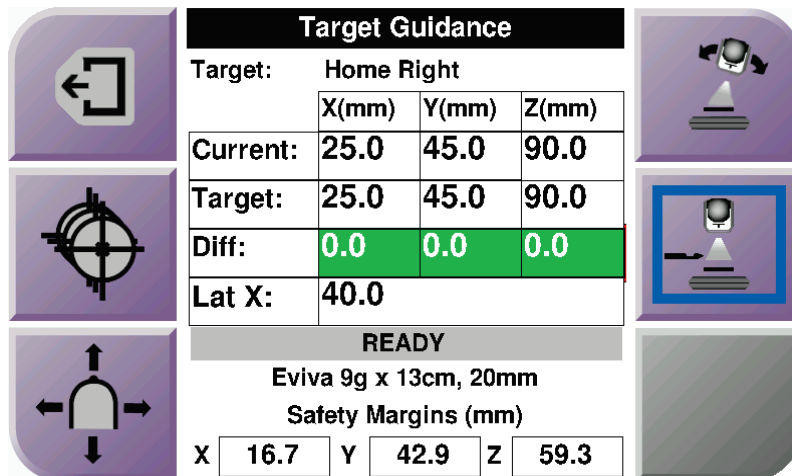 Target Guidance
Target: Home Right
X(mm) Y(mm) Z(mm)
Current: 25.0 45.0 90.0
Target: 25.0 45.0 90.0
Diff: 0.0 0.0 0.0
Lat X: 40.0
READY
Eviva 9g x 13cm, 20mm
Safety Margins (mm)
X 16.7 Y 42.9 Z 59.3